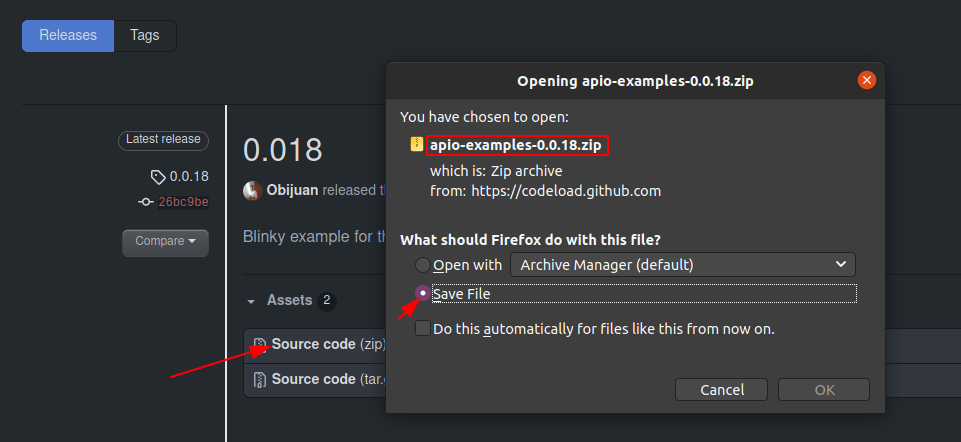 Releases
Tags
Latest release
0.0.18
26bc9be
Compare
0.018
Obijuan released
Blinky example for
Assets 2
Source code (zip)
Source code (tar.
Opening apio-examples-0.0.18.zip
You have chosen to open:
apio-examples-0.0.18.zip
which is: Zip archive
from: https://codeload.github.com
What should Firefox do with this file?
Open with Archive Manager (default)
Save File
Do this automatically for files like this from now on.
Cancel OK